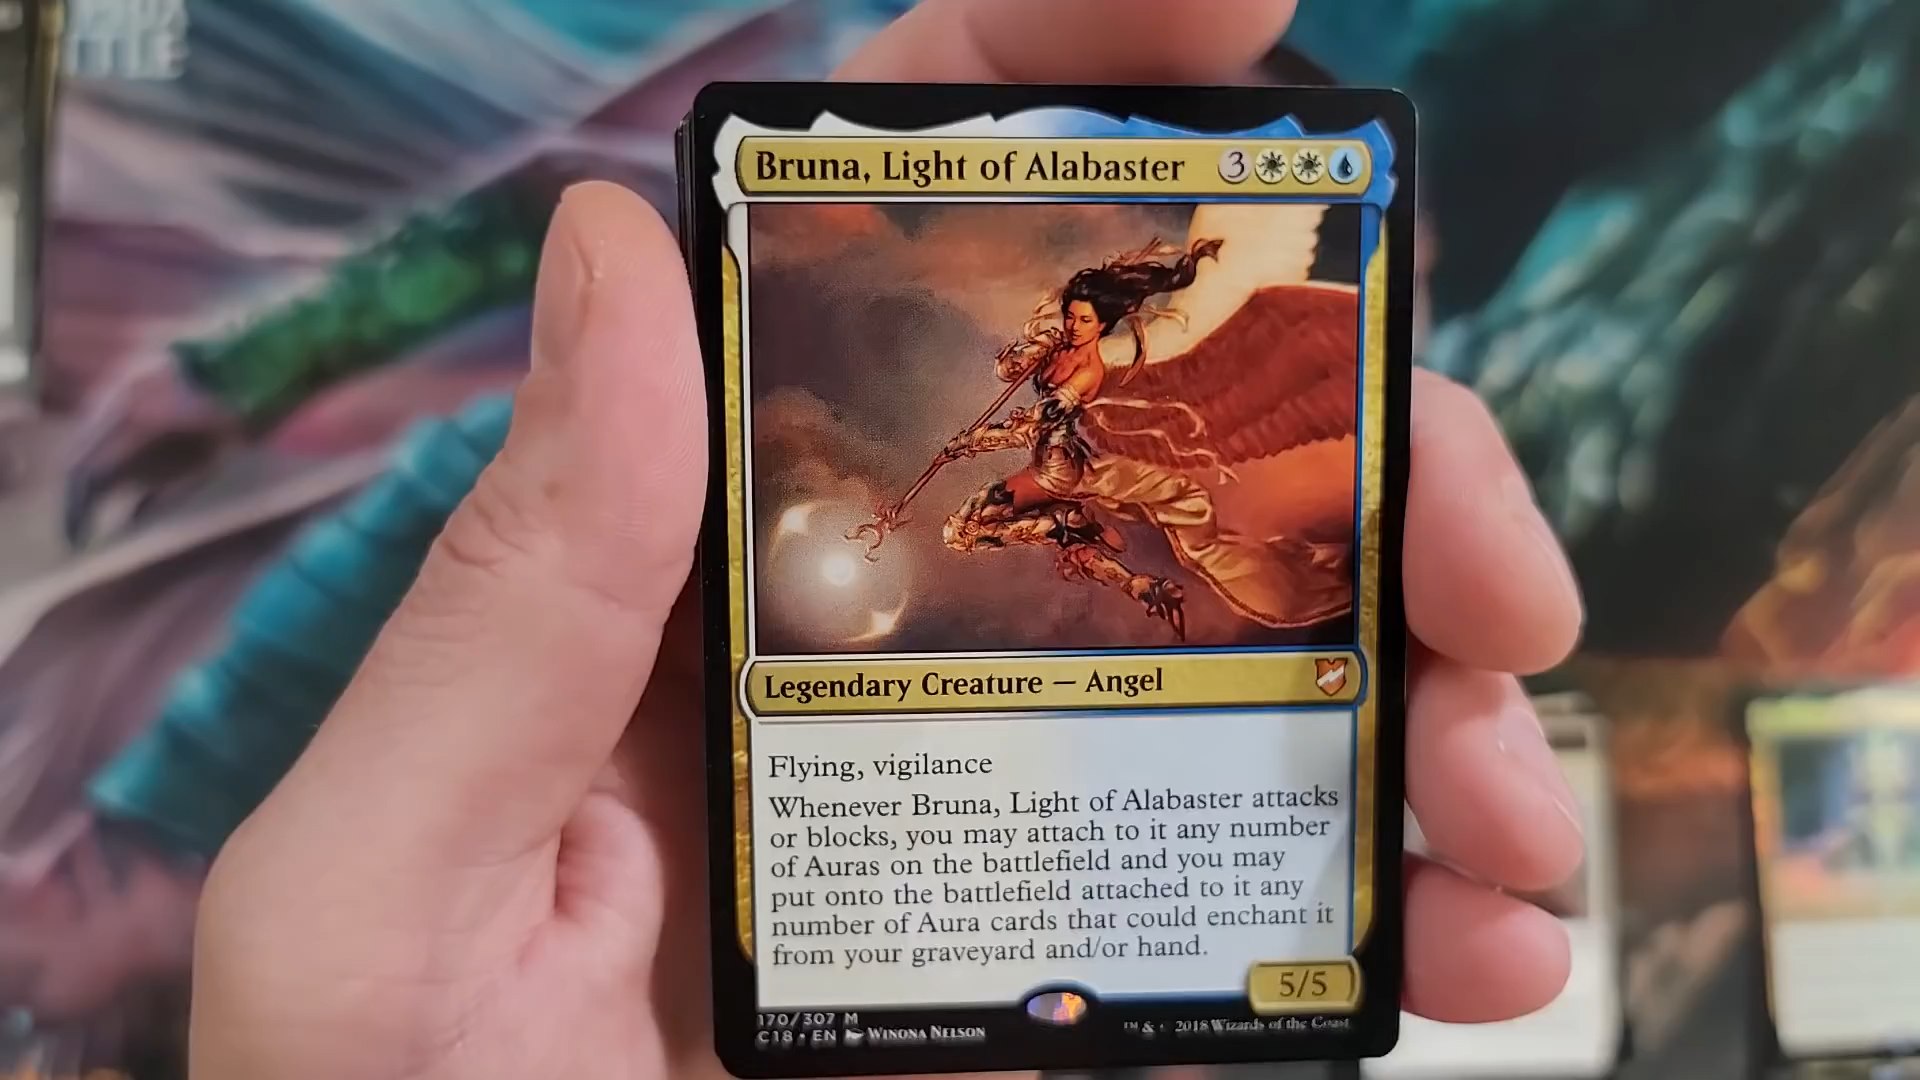 TTLE
Bruna, Light of Alabaster 3
Legendary Creature — Angel
Flying, vigilance
Whenever Bruna, Light of Alabaster attacks
or blocks, you may attach to it any number
of Auras on the battlefield and you may
put onto the battlefield attached to it any
number of Aura cards that could enchant it
from your graveyard and/or hand.
5/5
170/307 M
C18 • EN Winona Nelson
™ & © 2018 Wizards of the Coast